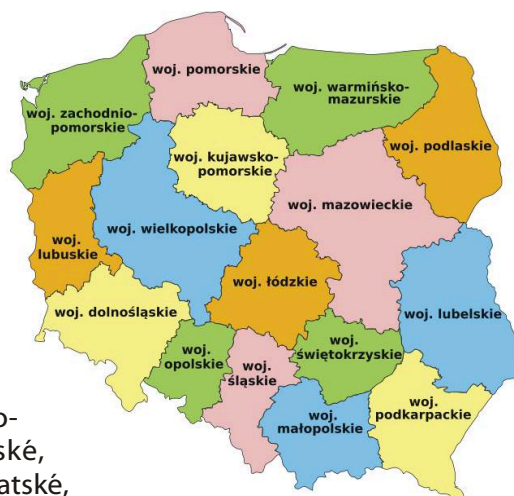 woj. pomorskie
woj. warmińsko-
mazurskie
woj. zachodnio-
pomorskie
woj. podlaskie
woj. kujawsko-
pomorskie
woj. mazowieckie
woj. wielkopolskie
woj.
lubuskie
woj. łódzkie
woj. dolnośląskie
woj. lubelskie
woj.
opolskie
woj.
śląskie
woj.
świętokrzyskie
woj.
małopolskie
woj.
podkarpackie
o-
ské,
atské,